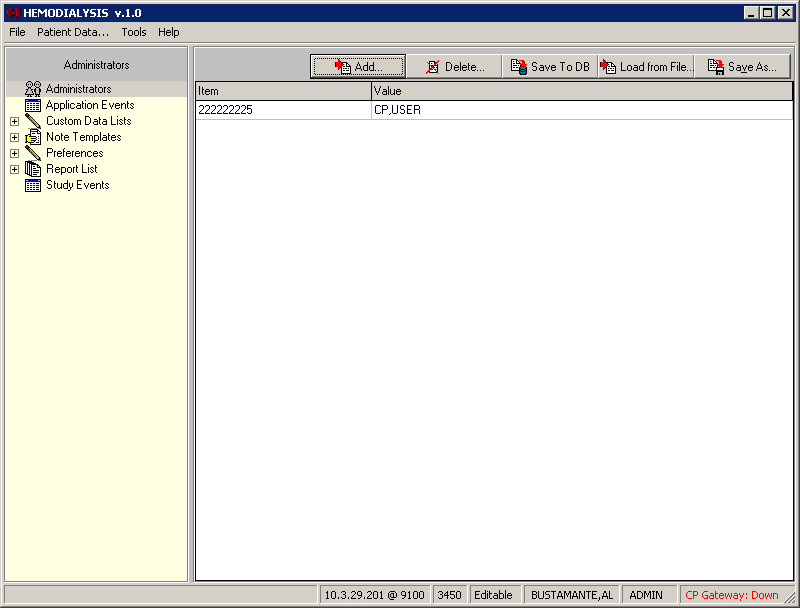 HEMODIALYSIS v.1.0
File Patient Data... Tools Help
Administrators
Add... Delete... Save To DB Load from File... Save As...
Administrators
Application Events
Custom Data Lists
Note Templates
Preferences
Report List
Study Events
Item Value
222222225 CP,USER
10.3.29.201 @ 9100 3450 Editable BUSTAMANTE,AL ADMIN CP Gateway: Down